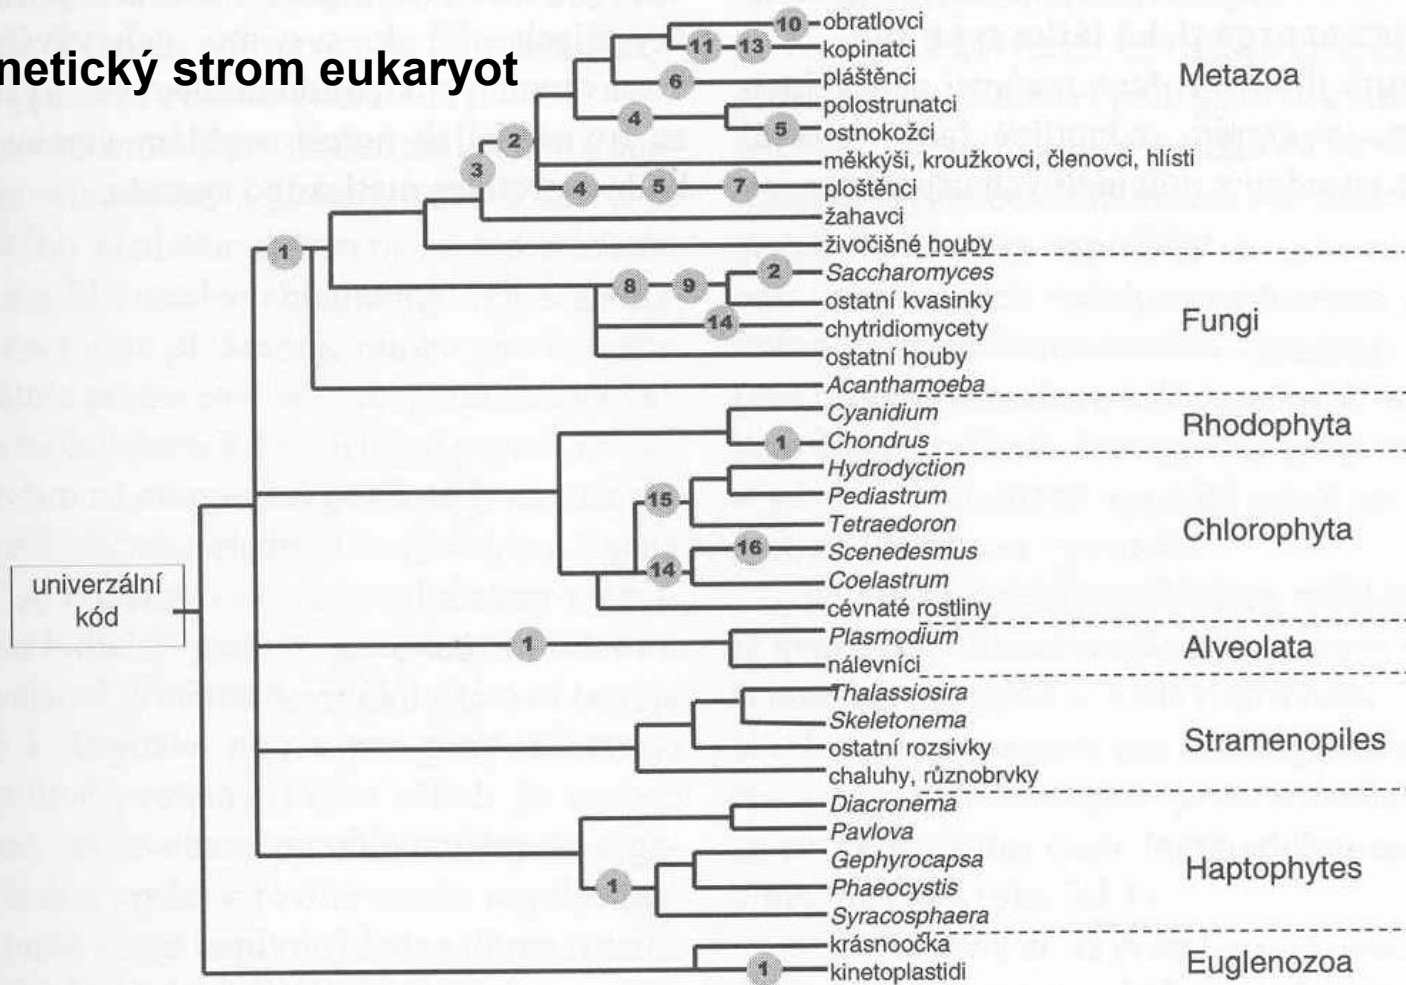 netický strom eukaryot
10 obratlovci
11 13 kopinatci
6 pláštěnci
Metazoa
polostrunatci
4
5 ostnokožci
2
měkkýši, kroužkovci, členovci, hlísti
3
4 5 7 ploštěnci
žahavci
živočišné houby
1
2 Saccharomyces
8 9
ostatní kvasinky
Fungi
14 chytridiomycety
ostatní houby
Acanthamoeba
Cyanidium
Rhodophyta
1 Chondrus
Hydrodyction
15 Pediastrum
Tetraedoron
Chlorophyta
16 Scenedesmus
14 Coelastrum
univerzální
kód
cévnaté rostliny
Plasmodium
1
Alveolata
nálevníci
Thalassiosira
Skeletonema
Stramenopiles
ostatní rozsivky
chaluhy, různobrvky
Diacronema
Pavlova
Gephyrocapsa
Haptophytes
1 Phaeocystis
Syracosphaera
krásnoočka
Euglenozoa
1 kinetoplastidi